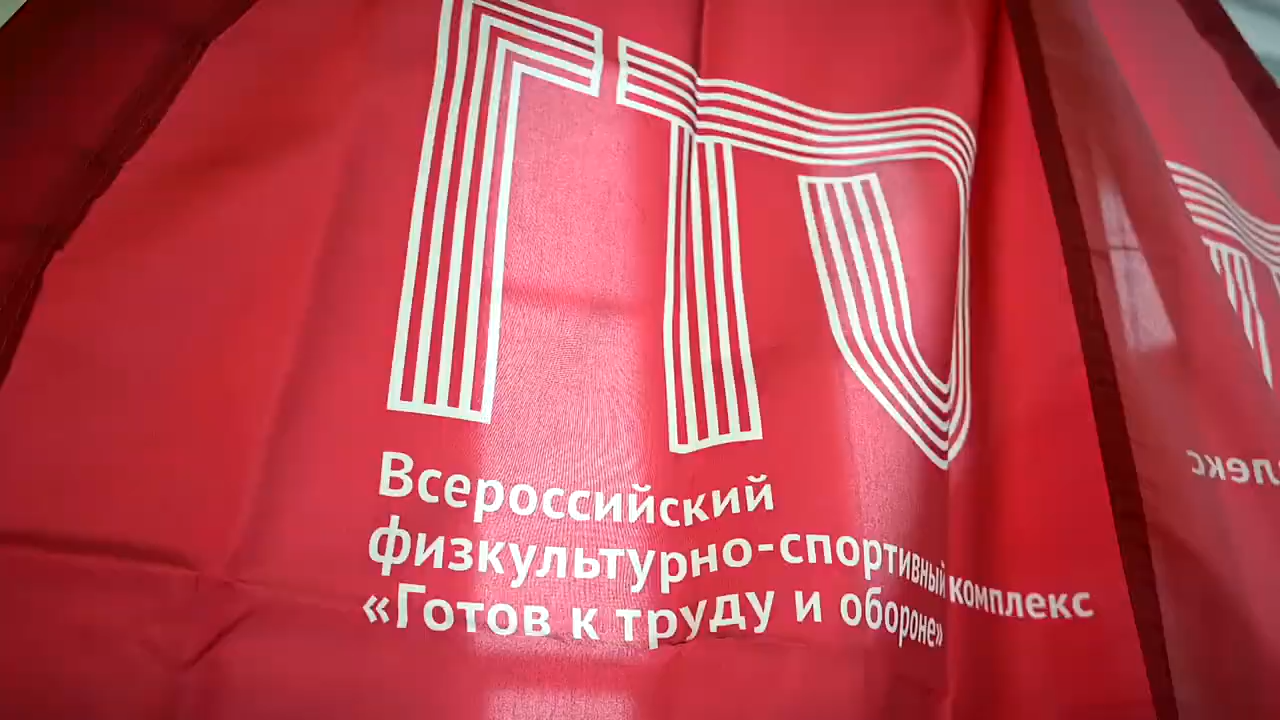 ГТО
Всероссийский
физкультурно-спортивный комплекс
«Готов к труду и обороне»